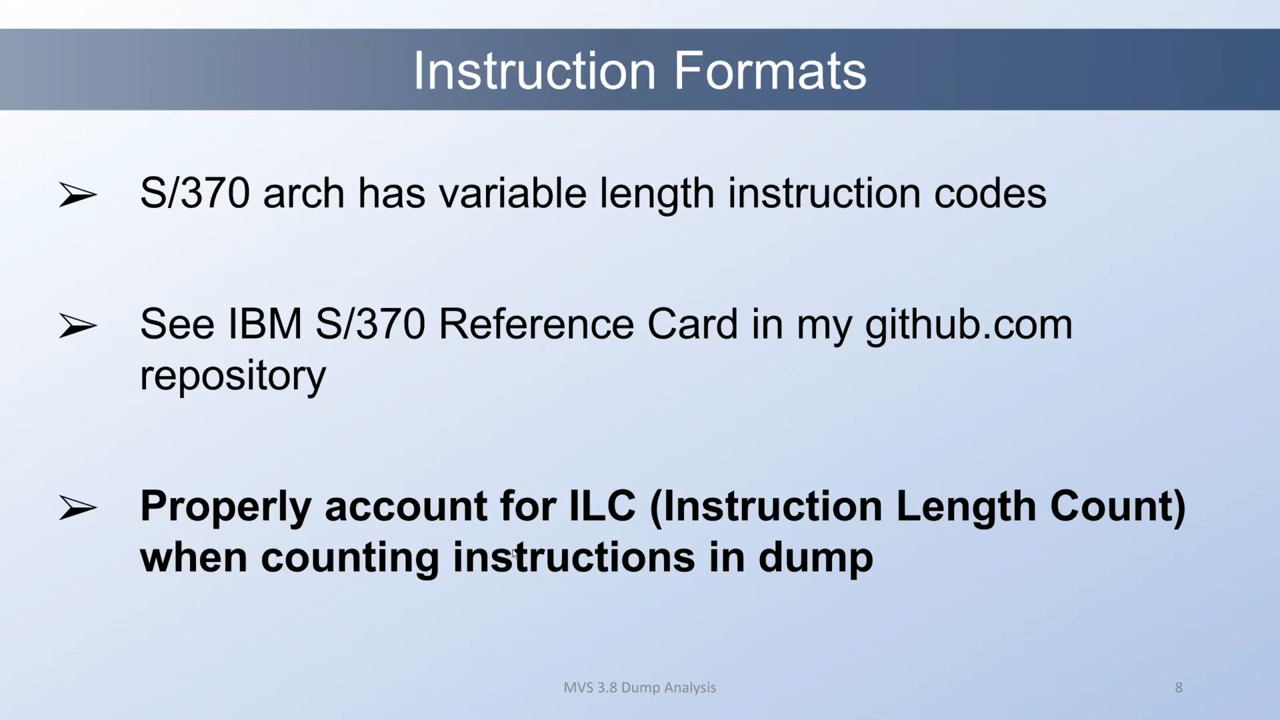 Instruction Formats
➢ S/370 arch has variable length instruction codes
➢ See IBM S/370 Reference Card in my github.com
repository
➢ Properly account for ILC (Instruction Length Count)
when counting instructions in dump
MVS 3.8 Dump Analysis
8